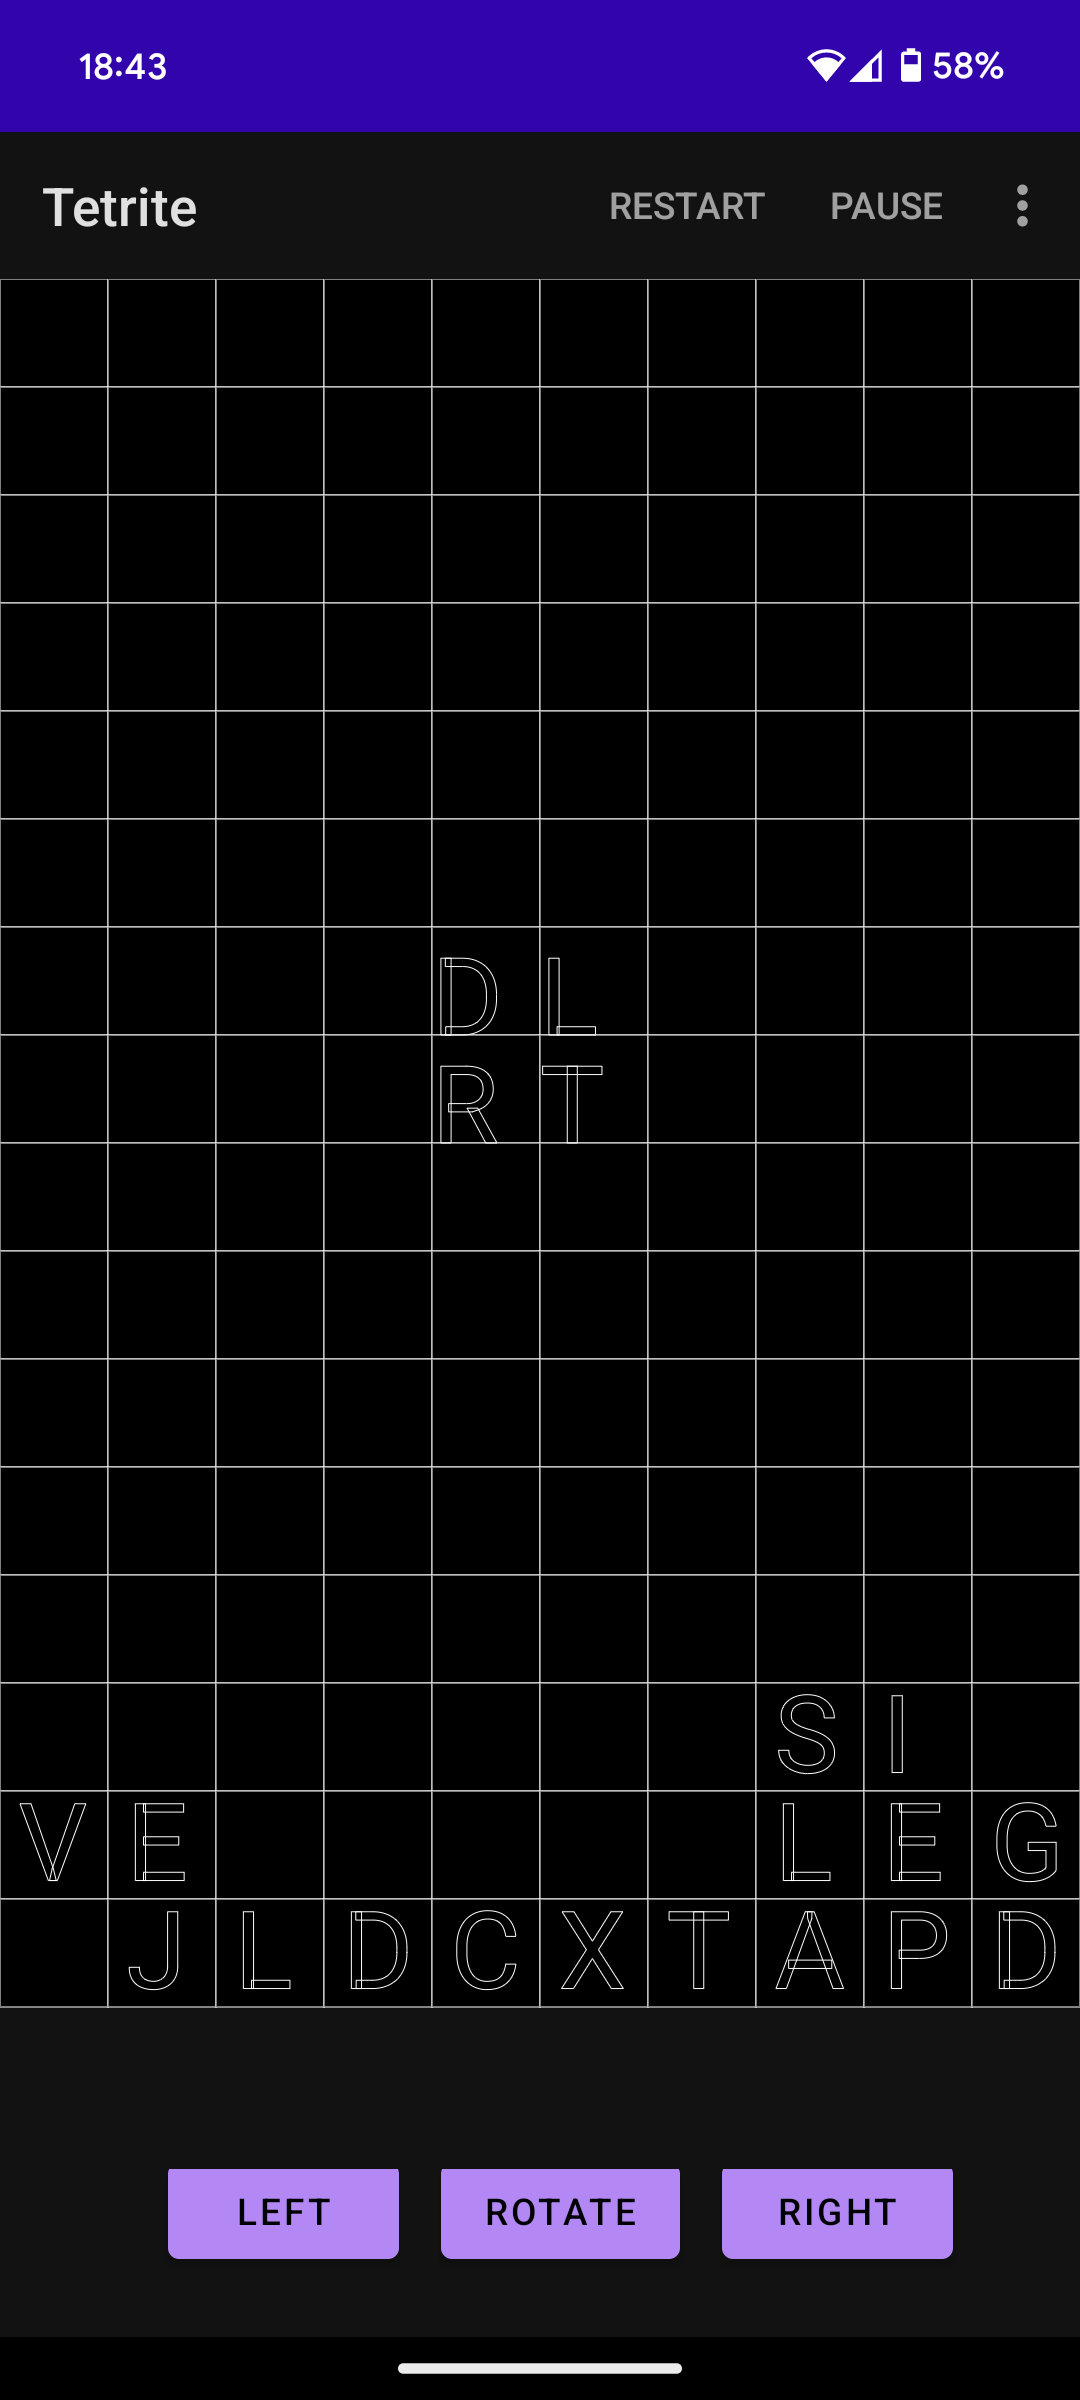 18:43 58%
Tetrite RESTART PAUSE
D L
R T
S I
V E L E G
J L D C X T A P D
LEFT ROTATE RIGHT